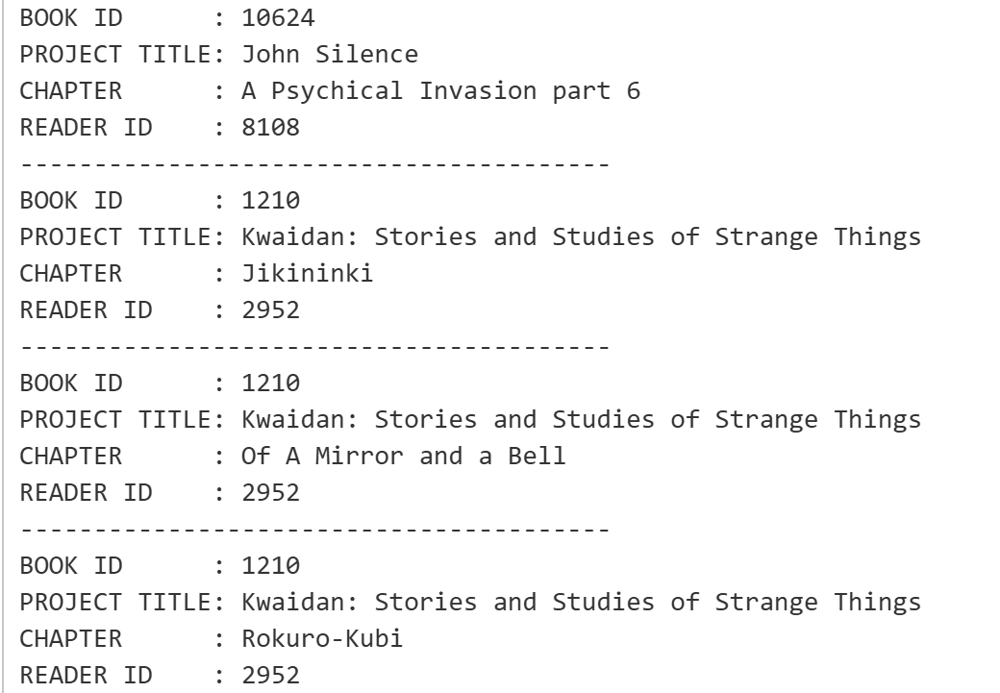 BOOK ID      : 10624
PROJECT TITLE: John Silence
CHAPTER      : A Psychical Invasion part 6
READER ID    : 8108
----------------------------------------
BOOK ID      : 1210
PROJECT TITLE: Kwaidan: Stories and Studies of Strange Things
CHAPTER      : Jikininki
READER ID    : 2952
----------------------------------------
BOOK ID      : 1210
PROJECT TITLE: Kwaidan: Stories and Studies of Strange Things
CHAPTER      : Of A Mirror and a Bell
READER ID    : 2952
----------------------------------------
BOOK ID      : 1210
PROJECT TITLE: Kwaidan: Stories and Studies of Strange Things
CHAPTER      : Rokuro-Kubi
READER ID    : 2952